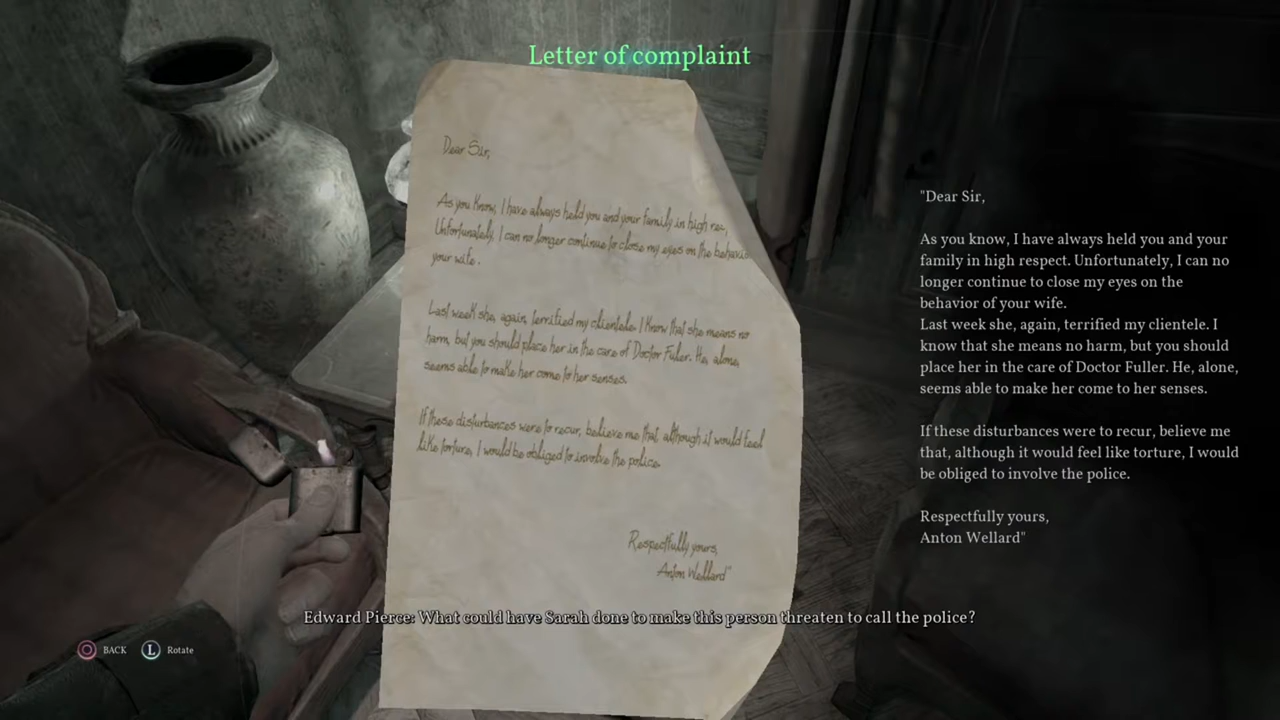 Letter of complaint
Dear Sir,
As you know, I have always held you and your family in high res
Unfortunately, I can no longer continue to close my eyes on the behavio
your wife.
Last week she, again, terrified my clientele. I know that she means no
harm, but you should place her in the care of Doctor Fuller. He, alone,
seems able to make her come to her senses.
If these disturbances were to recur, believe me that, although it would feel
like torture, I would be obliged to involve the police.
Respectfully yours,
Anton Wellard"
"Dear Sir,
As you know, I have always held you and your
family in high respect. Unfortunately, I can no
longer continue to close my eyes on the
behavior of your wife.
Last week she, again, terrified my clientele. I
know that she means no harm, but you should
place her in the care of Doctor Fuller. He, alone,
seems able to make her come to her senses.
If these disturbances were to recur, believe me
that, although it would feel like torture, I would
be obliged to involve the police.
Respectfully yours,
Anton Wellard"
Edward Pierce: What could have Sarah done to make this person threaten to call the police?
BACK
L Rotate